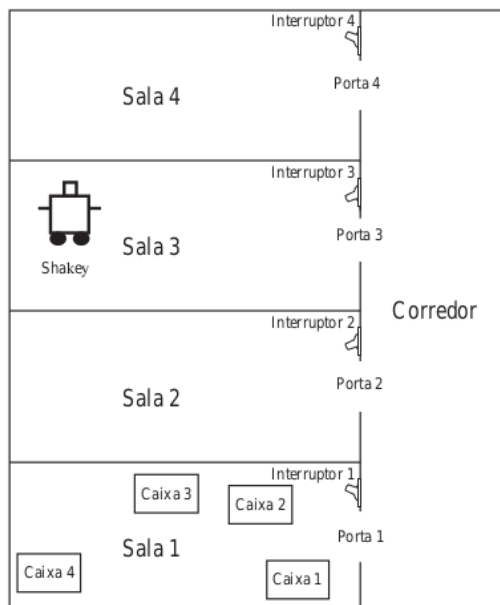 Interruptor 4
Porta 4
Sala 4
Interruptor 3
Porta 3
Sala 3
Shakey
Corredor
Interruptor 2
Porta 2
Sala 2
Interruptor 1
Caixa 3
Caixa 2
Porta 1
Sala 1
Caixa 4
Caixa 1